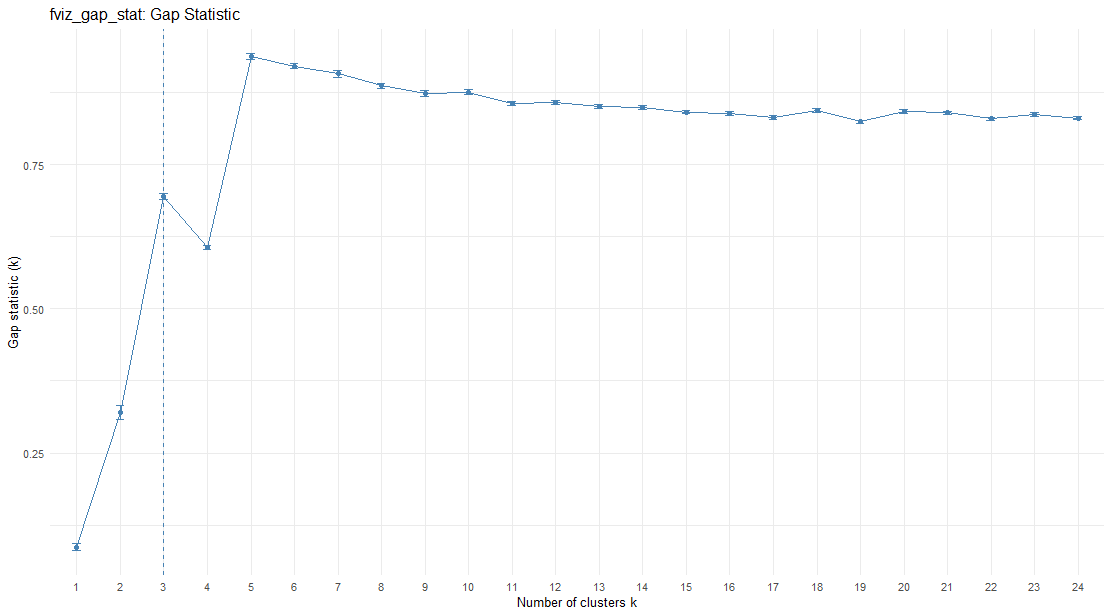 fviz_gap_stat: Gap Statistic
Gap statistic (k)
0.75
0.50
0.25
1 2 3 4 5 6 7 8 9 10 11 12 13 14 15 16 17 18 19 20 21 22 23 24
Number of clusters k